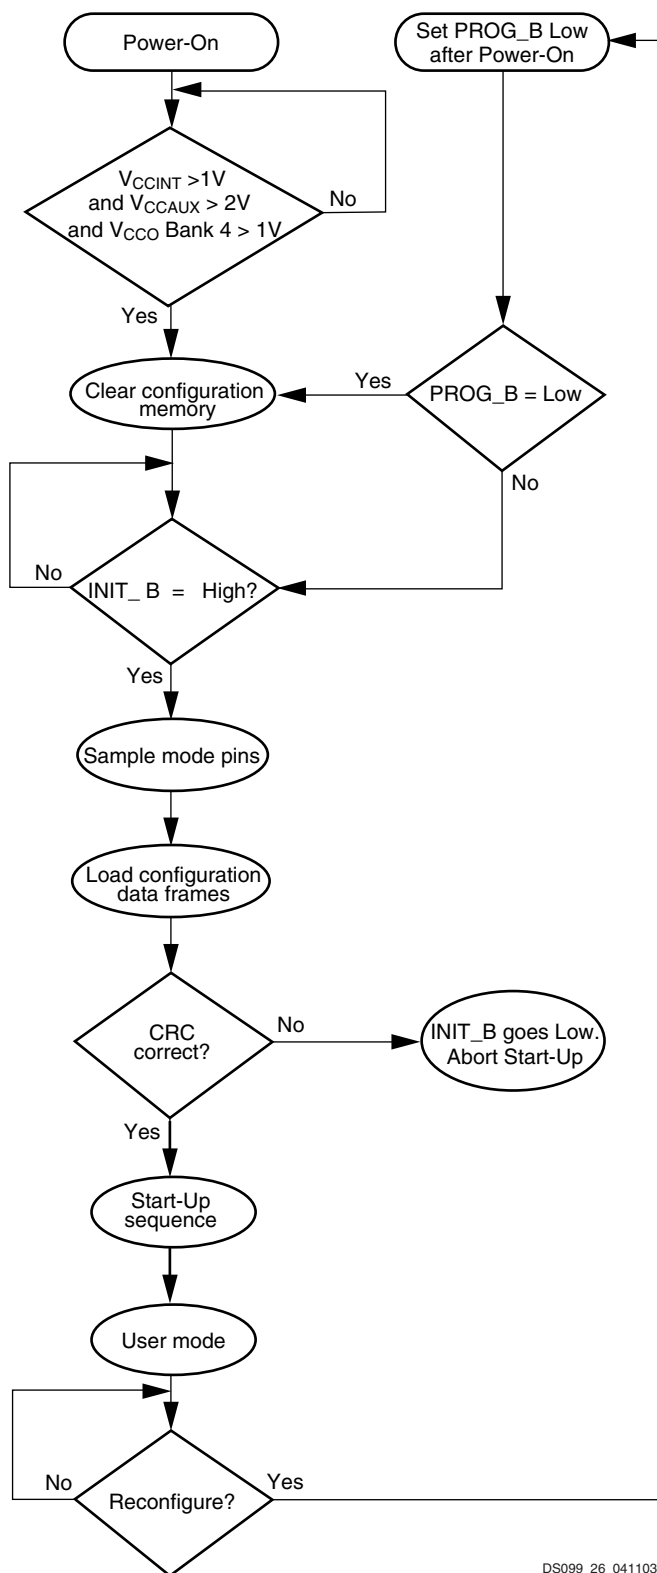 Power-On
Set PROG_B Low
after Power-On
V_CCINT >1V
and V_CCAUX > 2V
and V_CCO Bank 4 > 1V
No
Yes
Clear configuration
memory
Yes
PROG_B = Low
No
No
INIT_ B = High?
Yes
Sample mode pins
Load configuration
data frames
CRC
correct?
No
INIT_B goes Low.
Abort Start-Up
Yes
Start-Up
sequence
User mode
No
Reconfigure?
Yes
DS099_26_041103